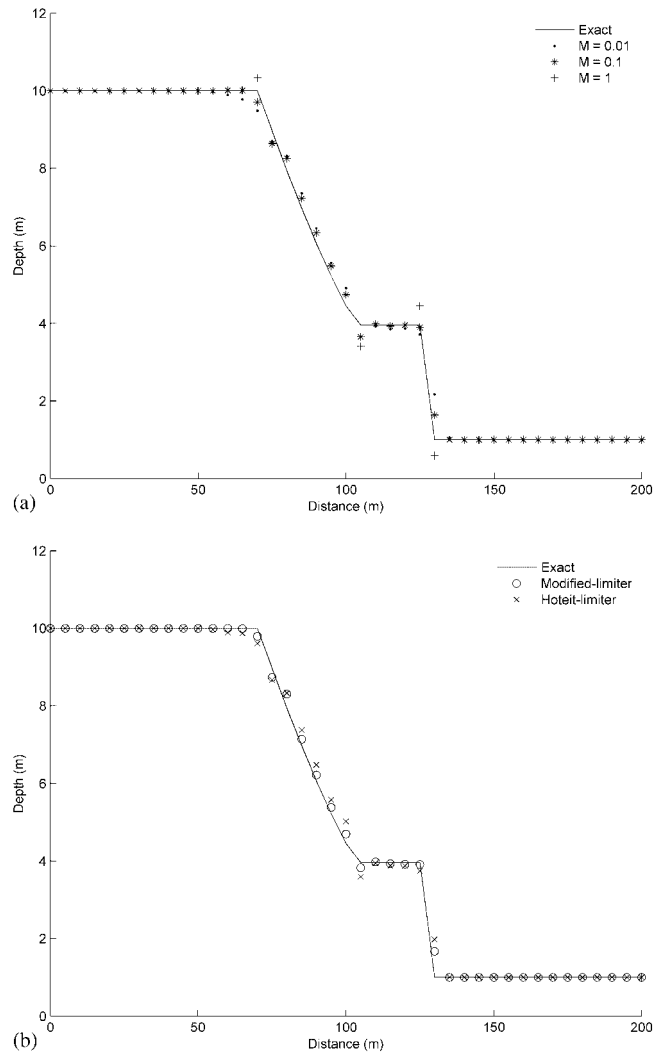 12
10
8
6
4
2
0
Depth (m)
Exact
M = 0.01
M = 0.1
M = 1
0
50
100
150
200
Distance (m)
(a)
12
10
8
6
4
2
0
Depth (m)
Exact
Modified-limiter
Hoteit-limiter
0
50
100
150
200
Distance (m)
(b)